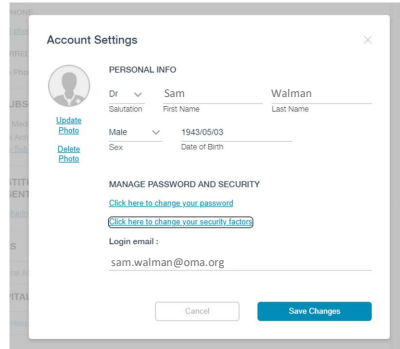 Account Settings
PERSONAL INFO
Dr Sam Walman
Salutation First Name Last Name
Update
Photo
Male 1943/05/03
Sex Date of Birth
Delete
Photo
MANAGE PASSWORD AND SECURITY
Click here to change your password
Click here to change your security factors
Login email :
sam.walman@oma.org
Cancel Save Changes